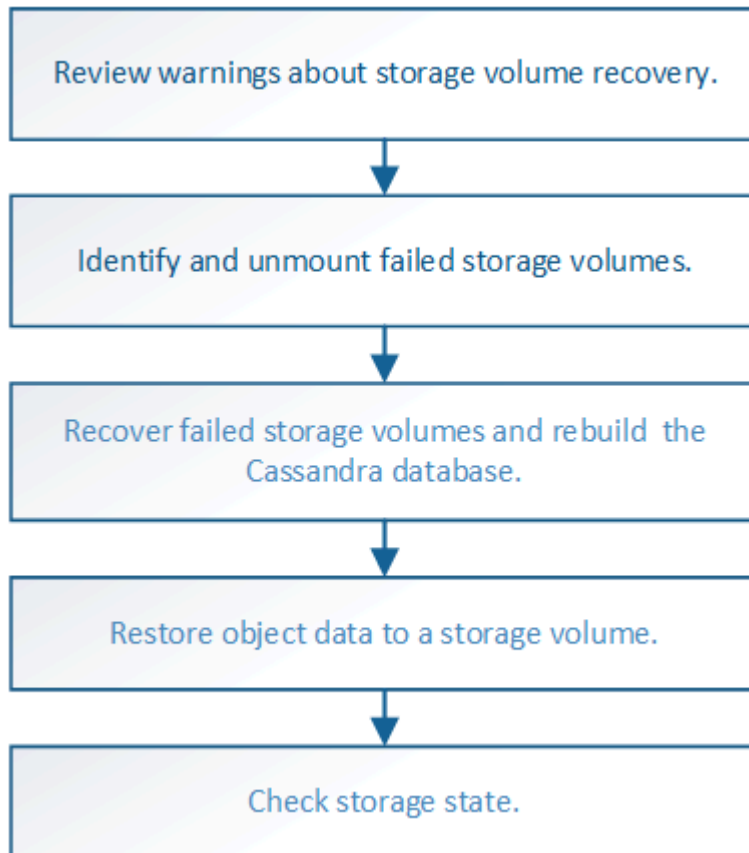 Review warnings about storage volume recovery.
Identify and unmount failed storage volumes.
Recover failed storage volumes and rebuild the
Cassandra database.
Restore object data to a storage volume.
Check storage state.